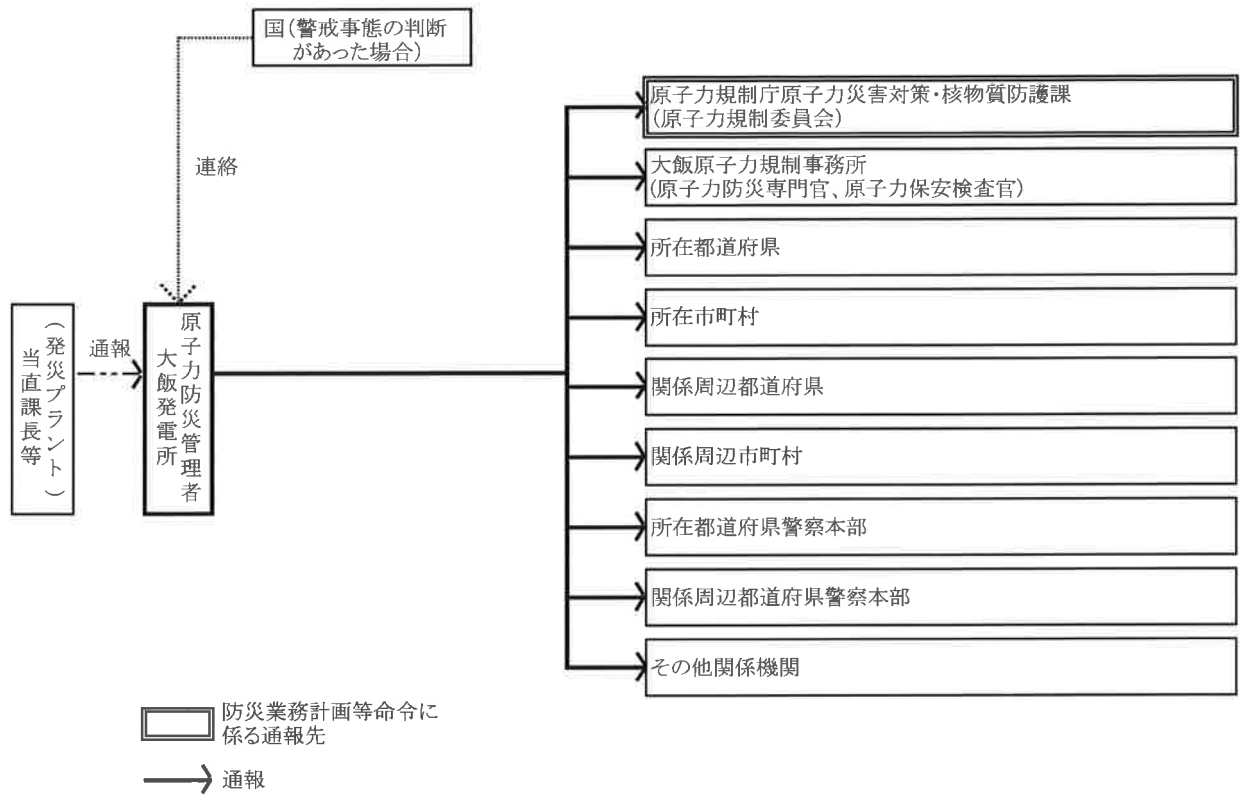 国（警戒事態の判断
があった場合）
連絡
原子力規制庁原子力災害対策・核物質防護課
（原子力規制委員会）
大飯原子力規制事務所
（原子力防災専門官、原子力保安検査官）
所在都道府県
所在市町村
関係周辺都道府県
関係周辺市町村
所在都道府県警察本部
関係周辺都道府県警察本部
その他関係機関
（発災プラント）
当直課長等
通報
原子力防災管理者
大飯発電所
防災業務計画等命令に
係る通報先
通報